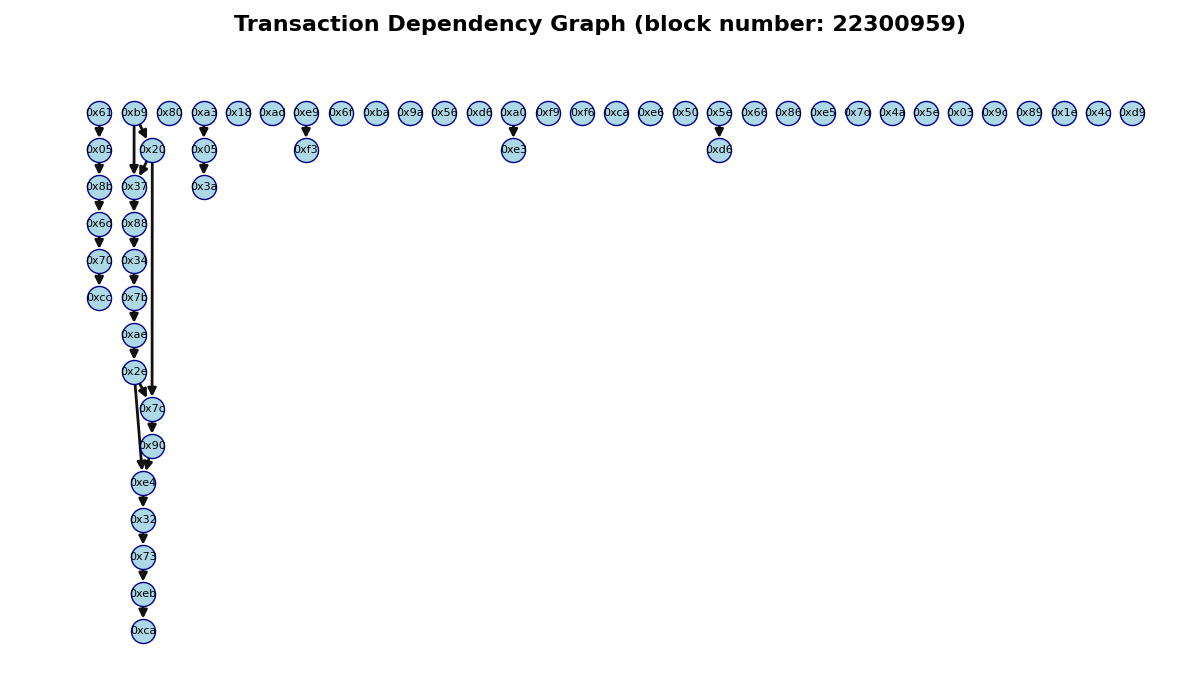 Transaction Dependency Graph (block number: 22300959)
0x61 0xb9 0x80 0xa3 0x18 0xad 0xe9 0x6f 0xba 0x9a 0x56 0xd6 0xa0 0xf9 0xf6 0xca 0xe6 0x50 0x5e 0x66 0x86 0xe5 0x7d 0x4a 0x5e 0x03 0x9c 0x89 0x1e 0x4c 0xd9
0x05 0x20 0x05 0xf3 0xe3 0xd6
0x8b 0x37 0x3a
0x6d 0x88
0x70 0x34
0xcc 0x7b
0xae
0x2e
0x7c
0x90
0xe4
0x32
0x73
0xeb
0xca